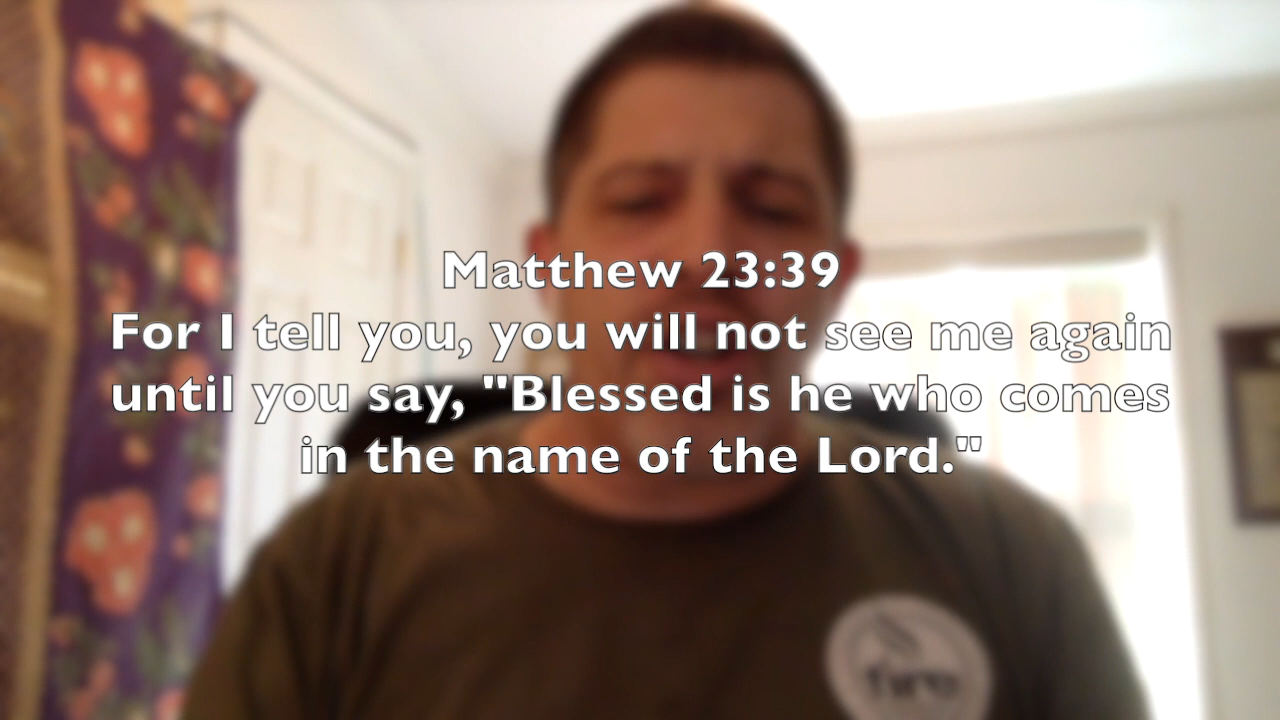 Matthew 23:39
For I tell you, you will not see me again
until you say, "Blessed is he who comes
in the name of the Lord."
fire